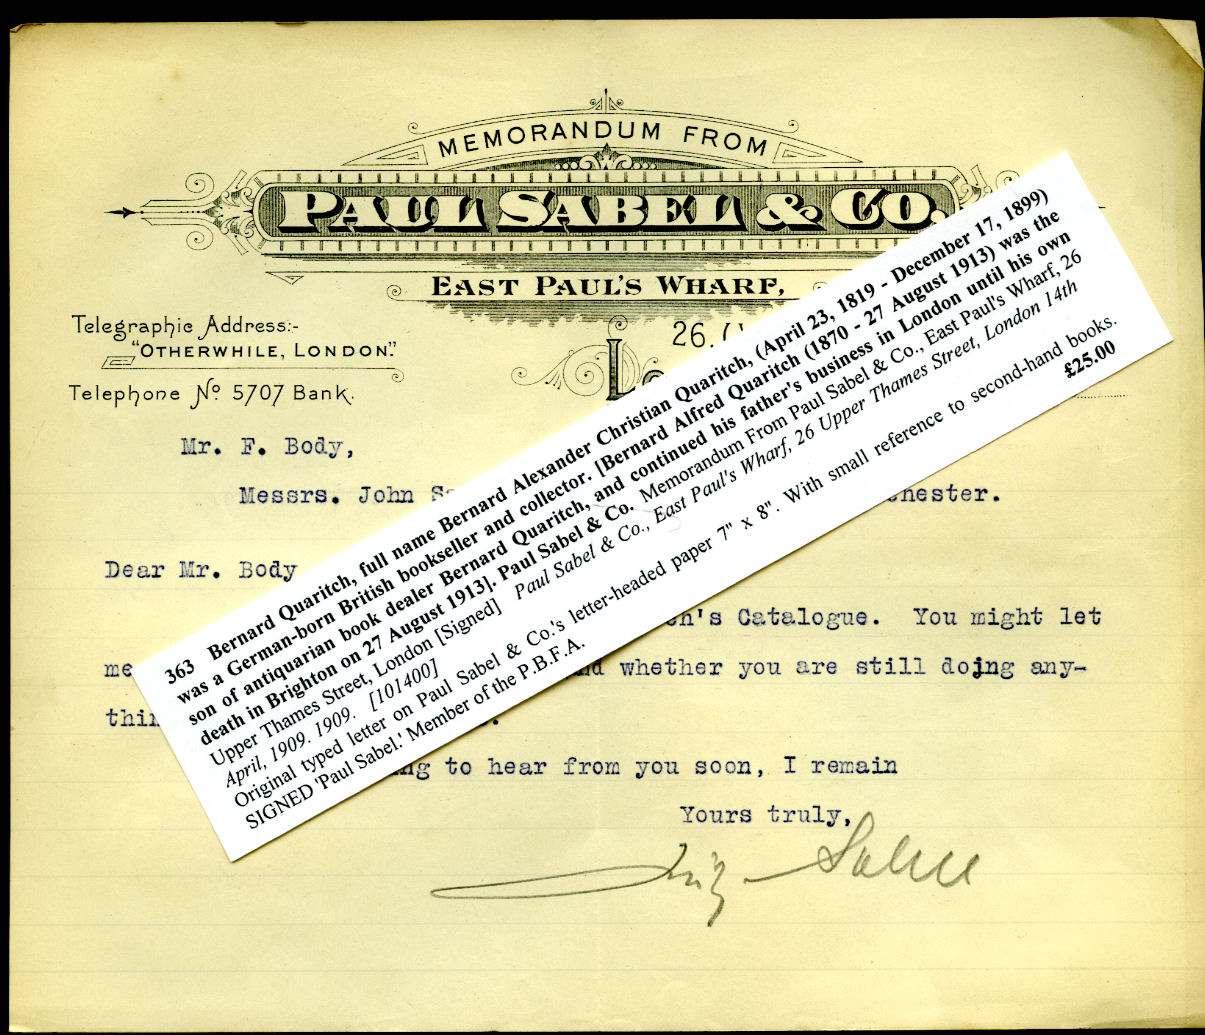 MEMORANDUM FROM
PAUL SABEL & CO.
EAST PAUL'S WHARF,
Telegraphic Address:-
"OTHERWHILE, LONDON."
Telephone No 5707 Bank.
26.
Mr. F. Body,
Messrs. John
Dear Mr. Body
Catalogue. You might let
me
whether you are still doing any-
to hear from you soon, I remain
Yours truly,
Sabel
363 Bernard Quaritch, full name Bernard Alexander Christian Quaritch, (April 23, 1819 - December 17, 1899)
was a German-born British bookseller and collector. [Bernard Alfred Quaritch (1870 - 27 August 1913) was the
son of antiquarian book dealer Bernard Quaritch, and continued his father's business in London until his own
death in Brighton on 27 August 1913]. Paul Sabel & Co. Memorandum From Paul Sabel & Co., East Paul's Wharf, 26
Upper Thames Street, London [Signed] Paul Sabel & Co., East Paul's Wharf, 26 Upper Thames Street, London 14th
April, 1909. 1909. [101400]
Original typed letter on Paul Sabel & Co.'s letter-headed paper 7" x 8". With small reference to second-hand books.
SIGNED 'Paul Sabel.' Member of the P.B.F.A. £25.00